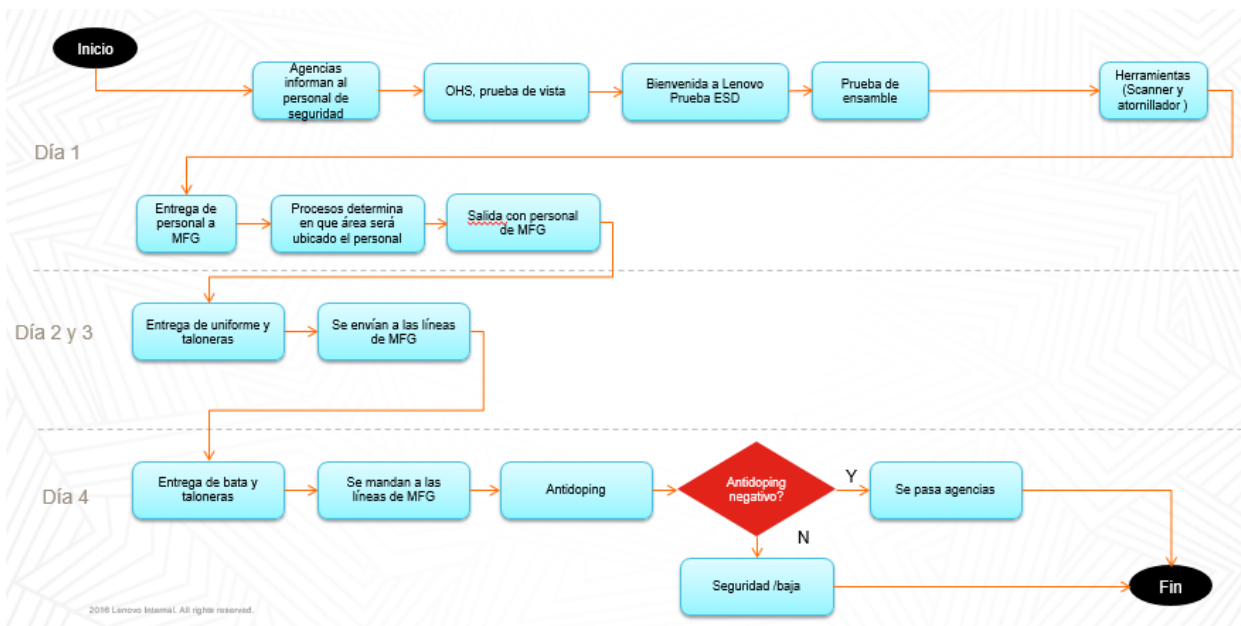 Inicio
Agencias
informan al
personal de
seguridad
OHS, prueba de vista
Bienvenida a Lenovo
Prueba ESD
Prueba de
ensamble
Herramientas
(Scanner y
atornillador )
Día 1
Entrega de
personal a
MFG
Procesos determina
en que área será
ubicado el personal
Salida con personal
de MFG
Día 2 y 3
Entrega de uniforme y
taloneras
Se envían a las líneas
de MFG
Día 4
Entrega de bata y
taloneras
Se mandan a las
líneas de MFG
Antidoping
Antidoping
negativo?
Y
Se pasa agencias
N
Seguridad /baja
Fin
2016 Lenovo Internal. All rights reserved.